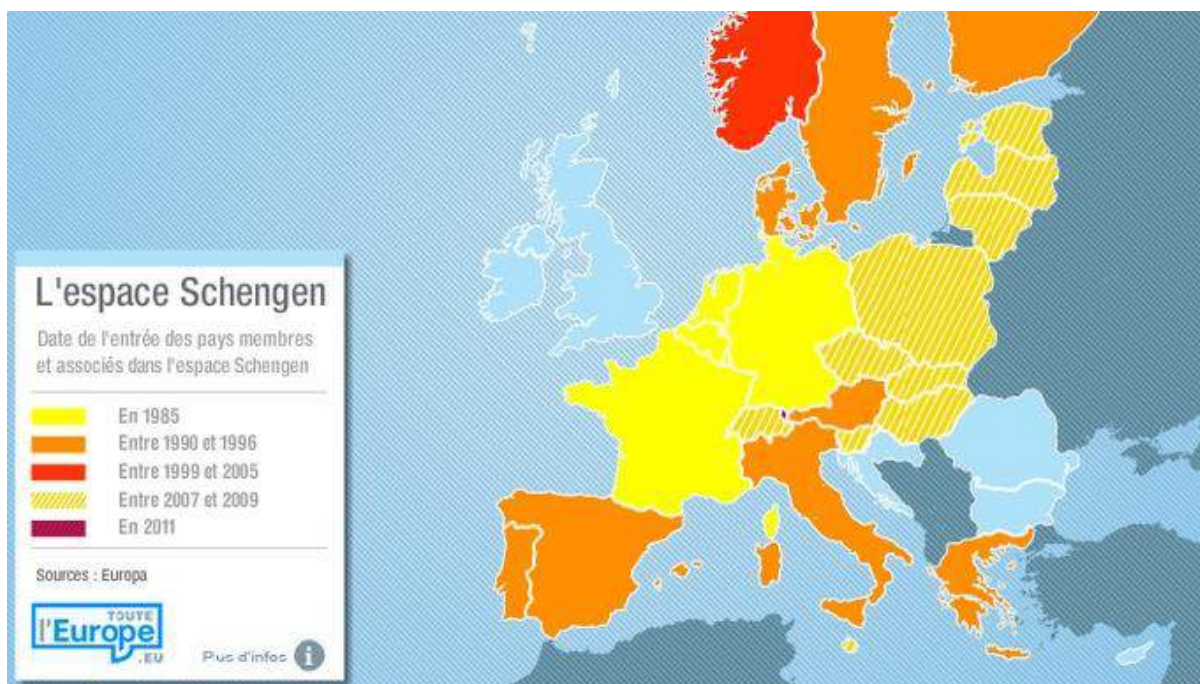 L'espace Schengen
Date de l'entrée des pays membres
et associés dans l'espace Schengen
En 1985
Entre 1990 et 1996
Entre 1999 et 2005
Entre 2007 et 2009
En 2011
Sources : Europa
TOUTE
l'Europe
.EU
Pus d'infos i